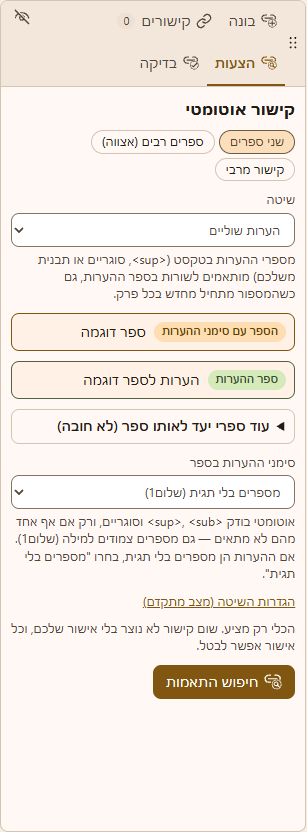 בונה
קישורים 0
הצעות
בדיקה
קישור אוטומטי
שני ספרים
ספרים רבים (אצווה)
קישור מרבי
שיטה
הערות שוליים
מספרי ההערות בטקסט (<sup>, סוגריים או תבנית
משלכם) מותאמים לשורות בספר ההערות, גם
כשהמספור מתחיל מחדש בכל פרק.
הספר עם סימני ההערות ספר דוגמה
ספר ההערות הערות לספר דוגמה
◀ עוד ספרי יעד לאותו ספר (לא חובה)
סימני ההערות בספר
מספרים בלי תגית (שלום1)
אוטומטי בודק <sup>, <sub> וסוגריים, ורק אם אף אחד
מהם לא מתאים — גם מספרים צמודים למילה (שלום1).
אם ההערות הן מספרים בלי תגית, בחרו "מספרים בלי
תגית".
הגדרות השיטה (מצב מתקדם)
הכלי רק מציע. שום קישור לא נוצר בלי אישור שלכם, וכל
אישור אפשר לבטל.
חיפוש התאמות